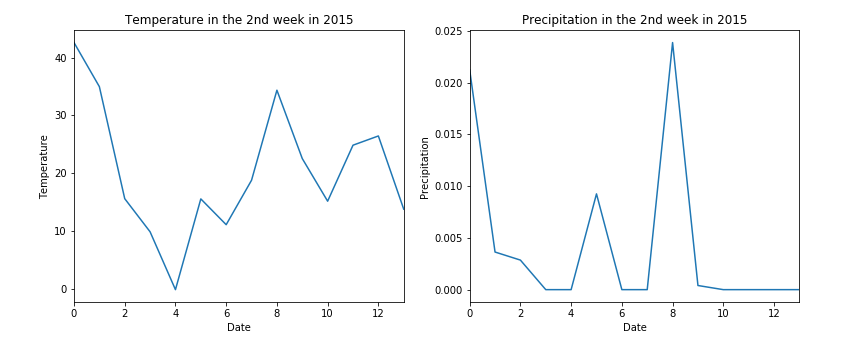 Temperature in the 2nd week in 2015
40
30
20
10
0
Temperature
0 2 4 6 8 10 12
Date
Precipitation in the 2nd week in 2015
0.025
0.020
0.015
0.010
0.005
0.000
Precipitation
0 2 4 6 8 10 12
Date